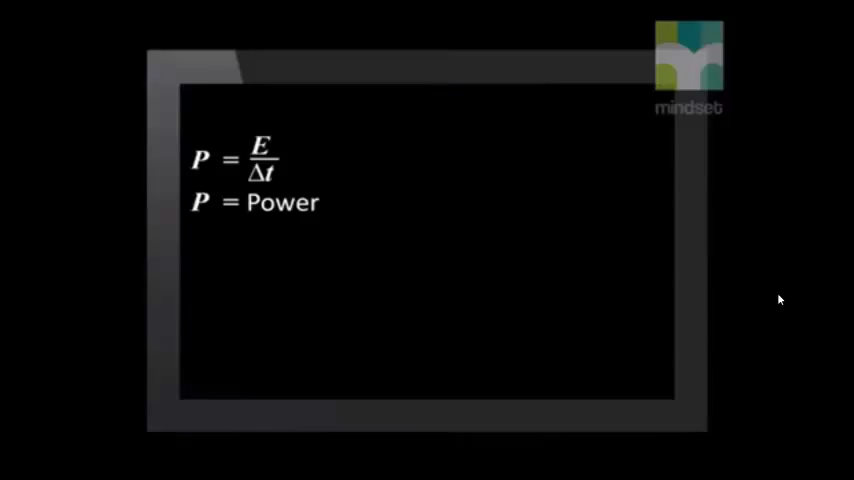 P = E/Δt
P = Power
mindset